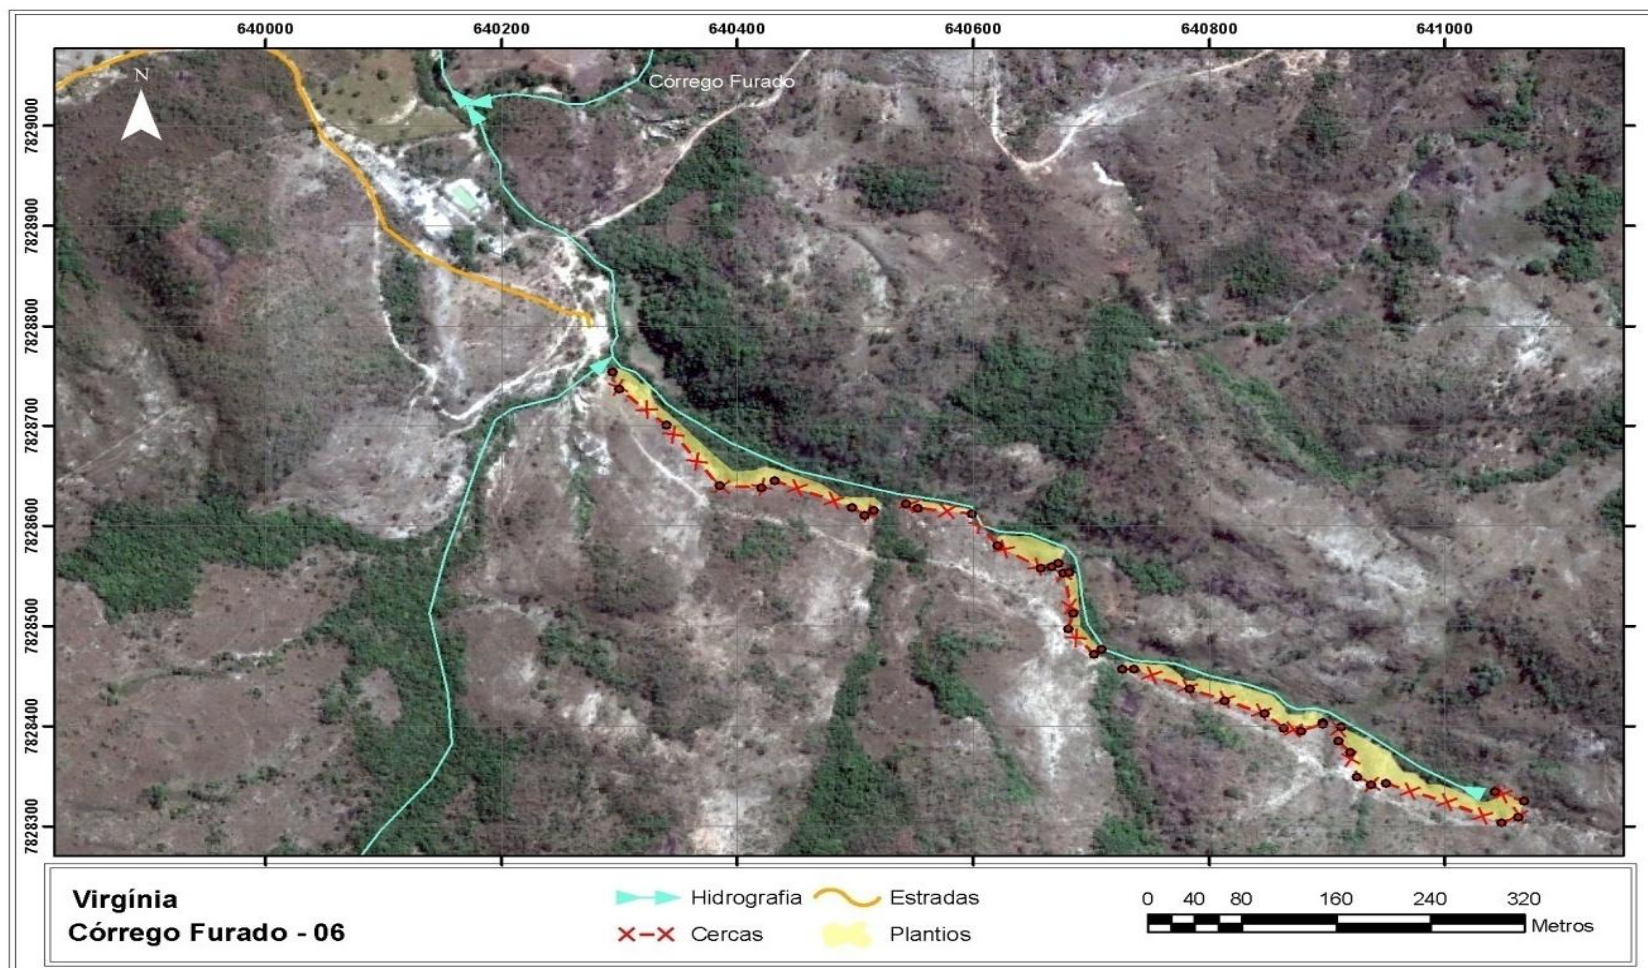 640000 640200 640400 640600 640800 641000
N
Córrego Furado
7829000
7828900
7828800
7828700
7828600
7828500
7828400
7828300
Virgínia
Córrego Furado - 06
Hidrografia
Estradas
Cercas
Plantios
0 40 80 160 240 320
Metros